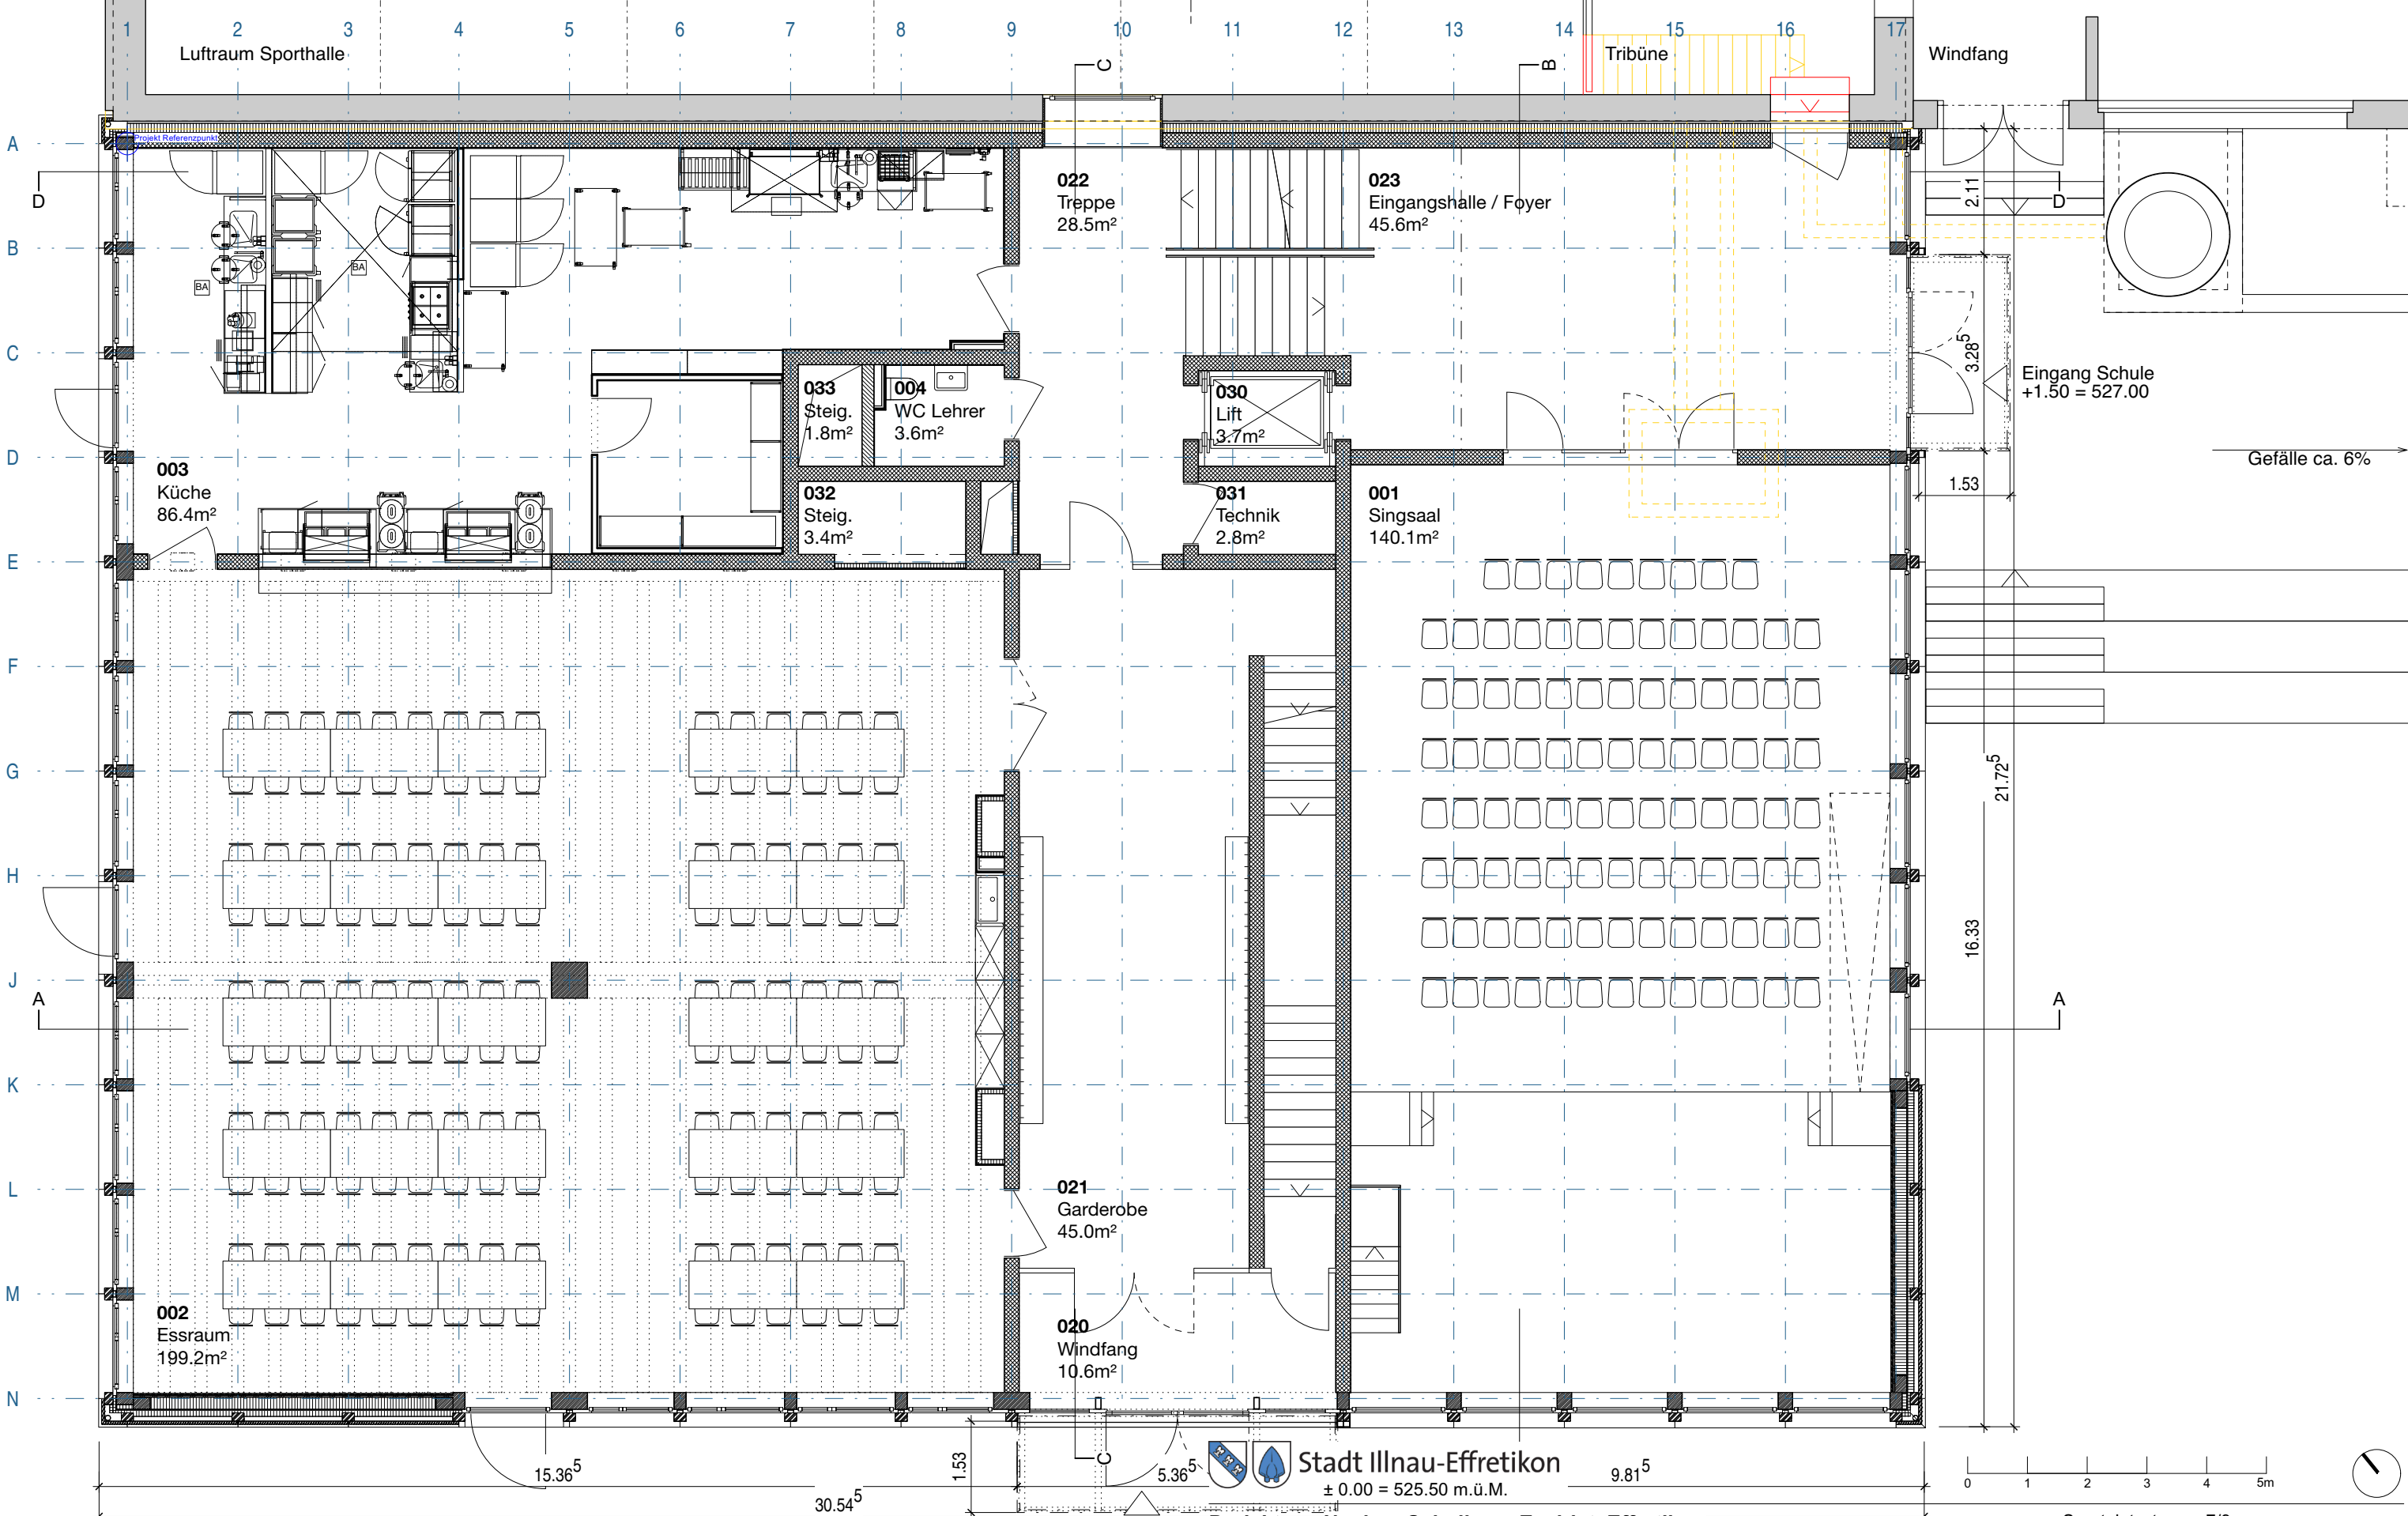 1 2 3 4 5 6 7 8 9 10 11 12 13 14 15 16 17
Luftraum Sporthalle
Tribüne
Windfang
C
B
A
Projekt Referenzpunkt
D
B
C
D
E
F
G
H
J
A
K
L
M
N
BA
BA
022
Treppe
28.5m²
023
Eingangshalle / Foyer
45.6m²
2.11
D
3.28⁵
Eingang Schule
+1.50 = 527.00
033
Steig.
1.8m²
004
WC Lehrer
3.6m²
030
Lift
3.7m²
003
Küche
86.4m²
032
Steig.
3.4m²
031
Technik
2.8m²
001
Singsaal
140.1m²
1.53
Gefälle ca. 6%
21.72⁵
16.33
A
021
Garderobe
45.0m²
002
Essraum
199.2m²
020
Windfang
10.6m²
C
15.36⁵
1.53
5.36⁵
Stadt Illnau-Effretikon
± 0.00 = 525.50 m.ü.M.
9.81⁵
30.54⁵
0 1 2 3 4 5m